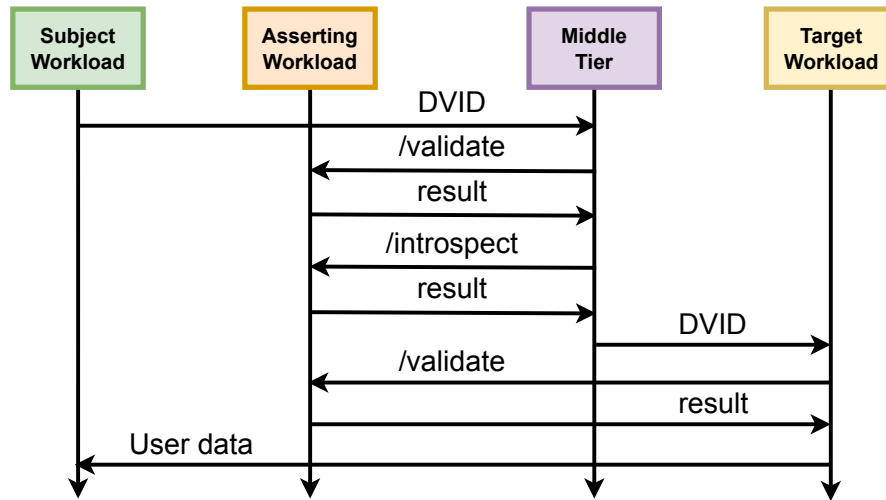 Subject
Workload
Asserting
Workload
Middle
Tier
Target
Workload
DVID
/validate
result
/introspect
result
DVID
/validate
result
User data